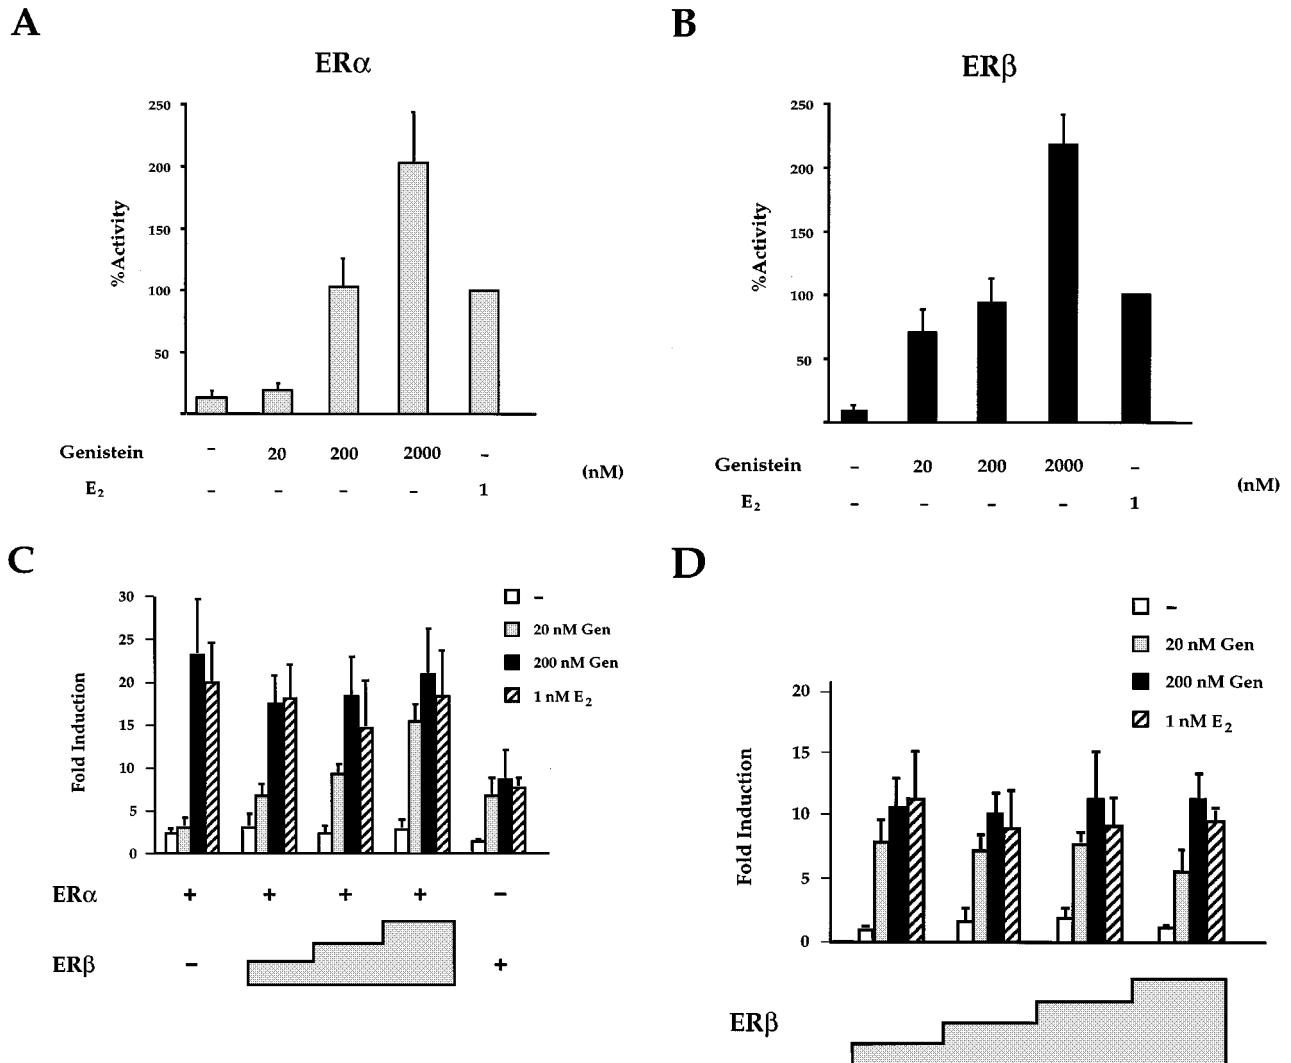 A
ERα
250
200
150
100
50
%Activity
Genistein – 20 200 2000 –
E2 – – – – 1
(nM)
B
ERβ
250
200
150
100
50
%Activity
Genistein – 20 200 2000 –
E2 – – – – 1
(nM)
C
30
25
20
15
10
5
0
Fold Induction
–
20 nM Gen
200 nM Gen
1 nM E2
ERα + + + + –
ERβ – +
D
20
15
10
5
0
Fold Induction
–
20 nM Gen
200 nM Gen
1 nM E2
ERβ